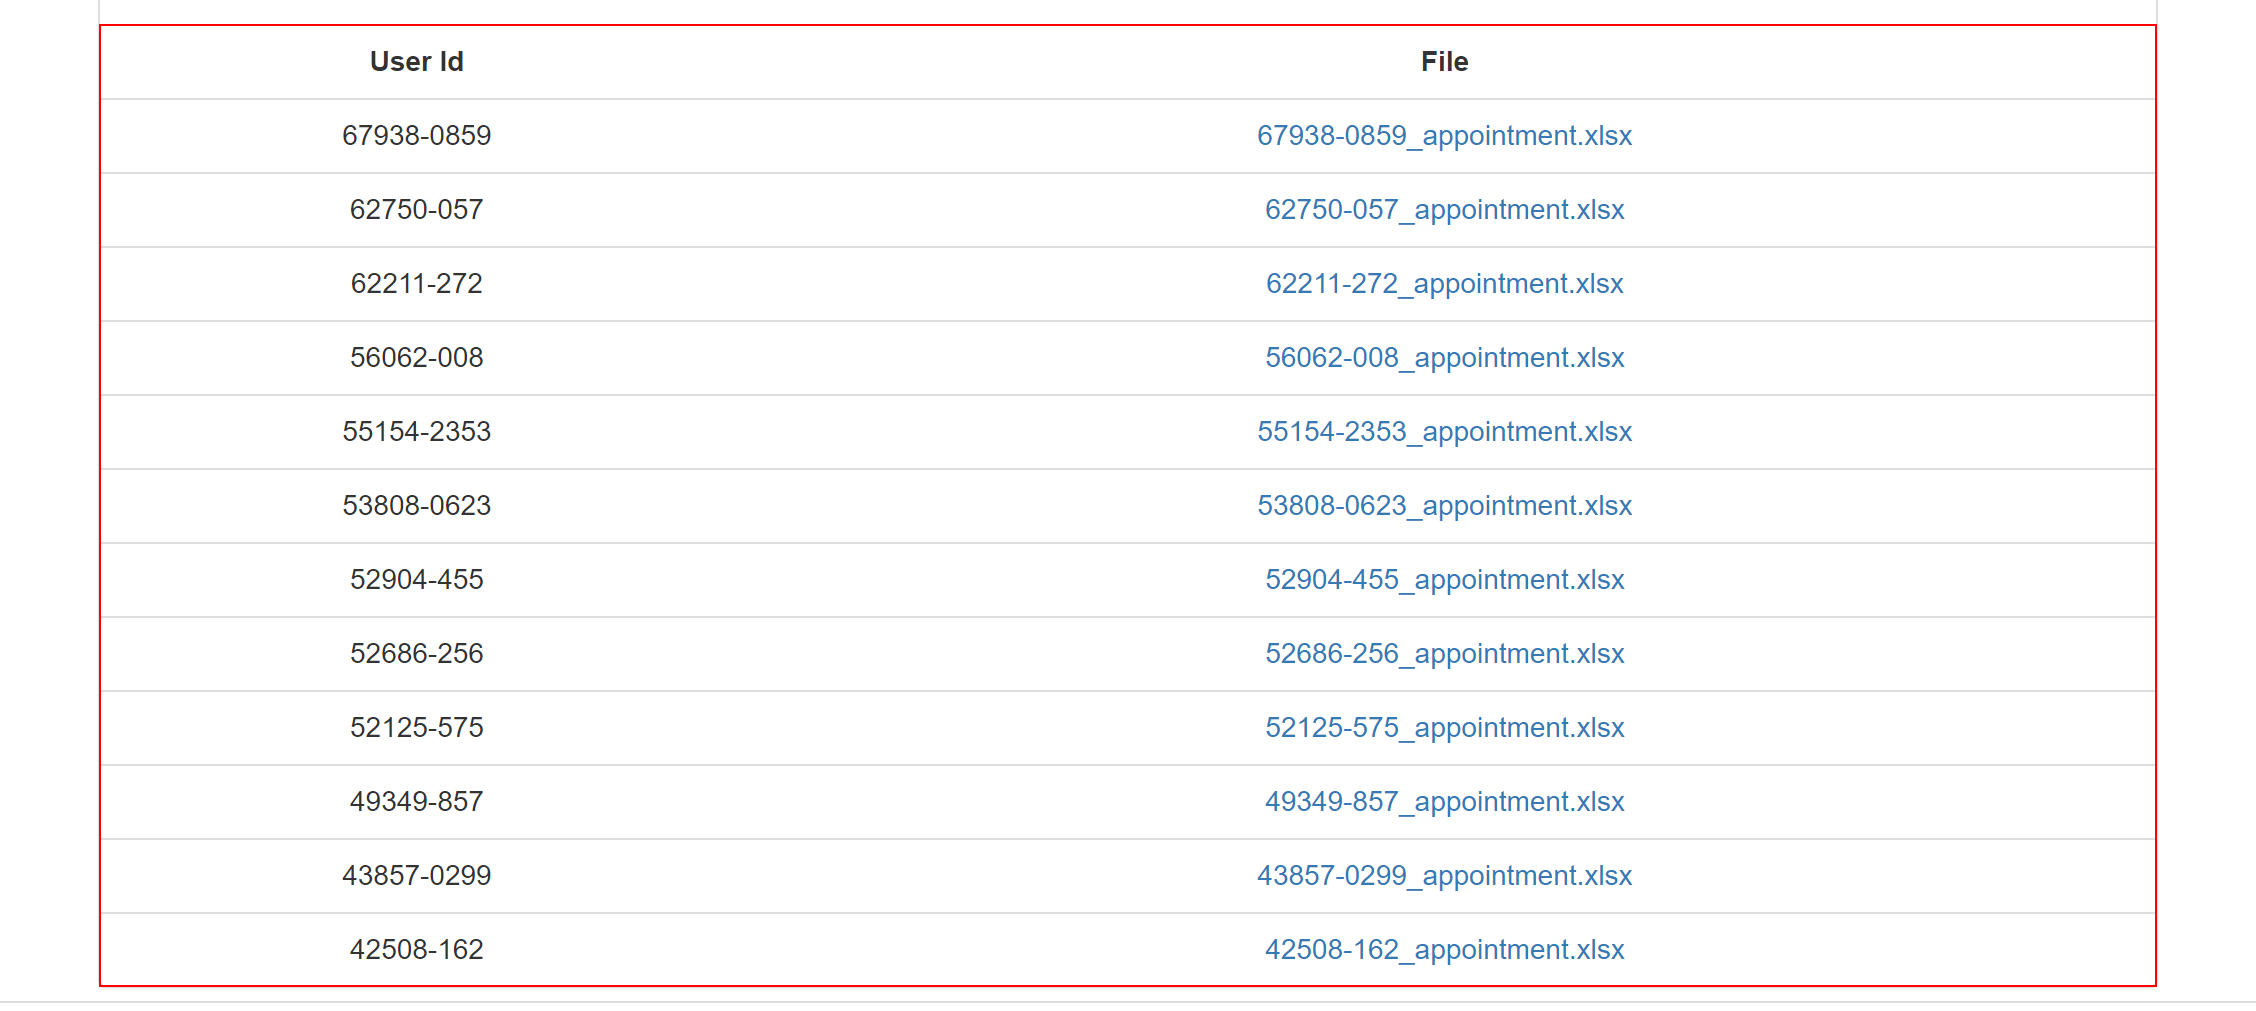 User Id File
67938-0859 67938-0859_appointment.xlsx
62750-057 62750-057_appointment.xlsx
62211-272 62211-272_appointment.xlsx
56062-008 56062-008_appointment.xlsx
55154-2353 55154-2353_appointment.xlsx
53808-0623 53808-0623_appointment.xlsx
52904-455 52904-455_appointment.xlsx
52686-256 52686-256_appointment.xlsx
52125-575 52125-575_appointment.xlsx
49349-857 49349-857_appointment.xlsx
43857-0299 43857-0299_appointment.xlsx
42508-162 42508-162_appointment.xlsx